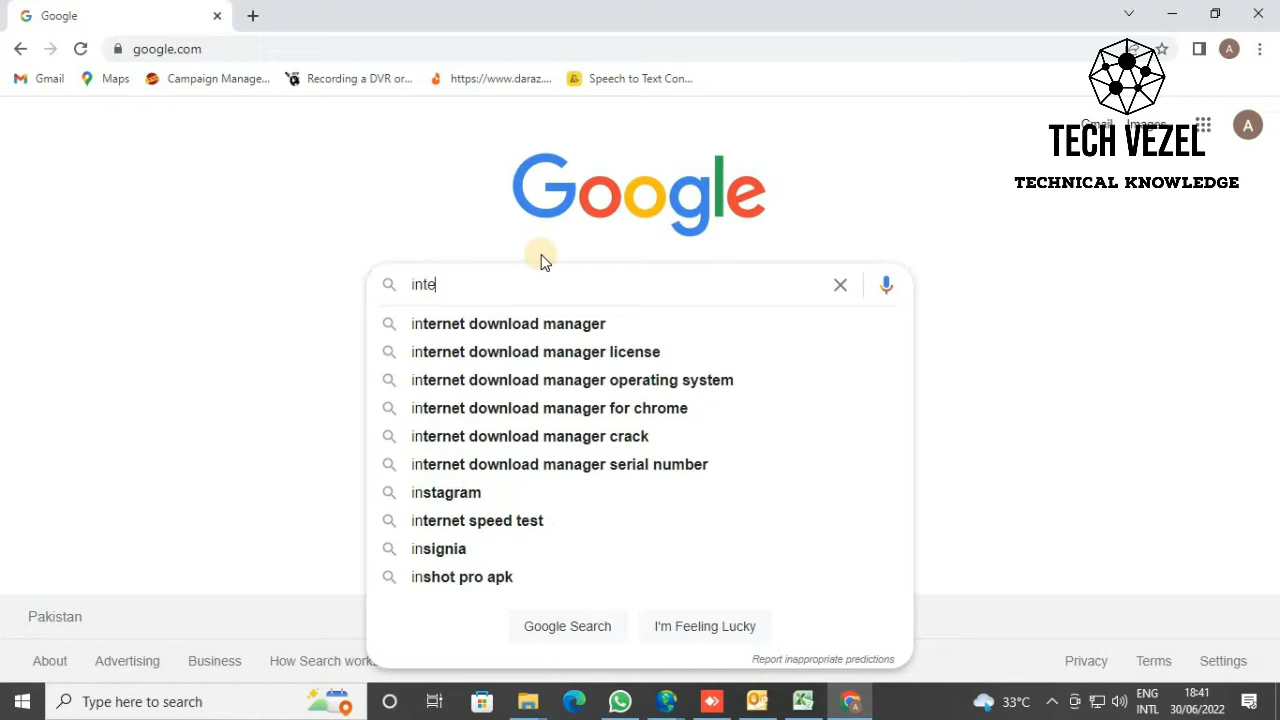 Google
google.com
Gmail
Maps
Campaign Manage...
Recording a DVR or...
https://www.daraz....
Speech to Text Con...
A
Gmail Images
A
TECH VEZEL
TECHNICAL KNOWLEDGE
Google
inte
internet download manager
internet download manager license
internet download manager operating system
internet download manager for chrome
internet download manager crack
internet download manager serial number
instagram
internet speed test
insignia
inshot pro apk
Google Search
I'm Feeling Lucky
Report inappropriate predictions
Pakistan
About
Advertising
Business
How Search work
Privacy
Terms
Settings
Type here to search
33°C
ENG
INTL
18:41
30/06/2022